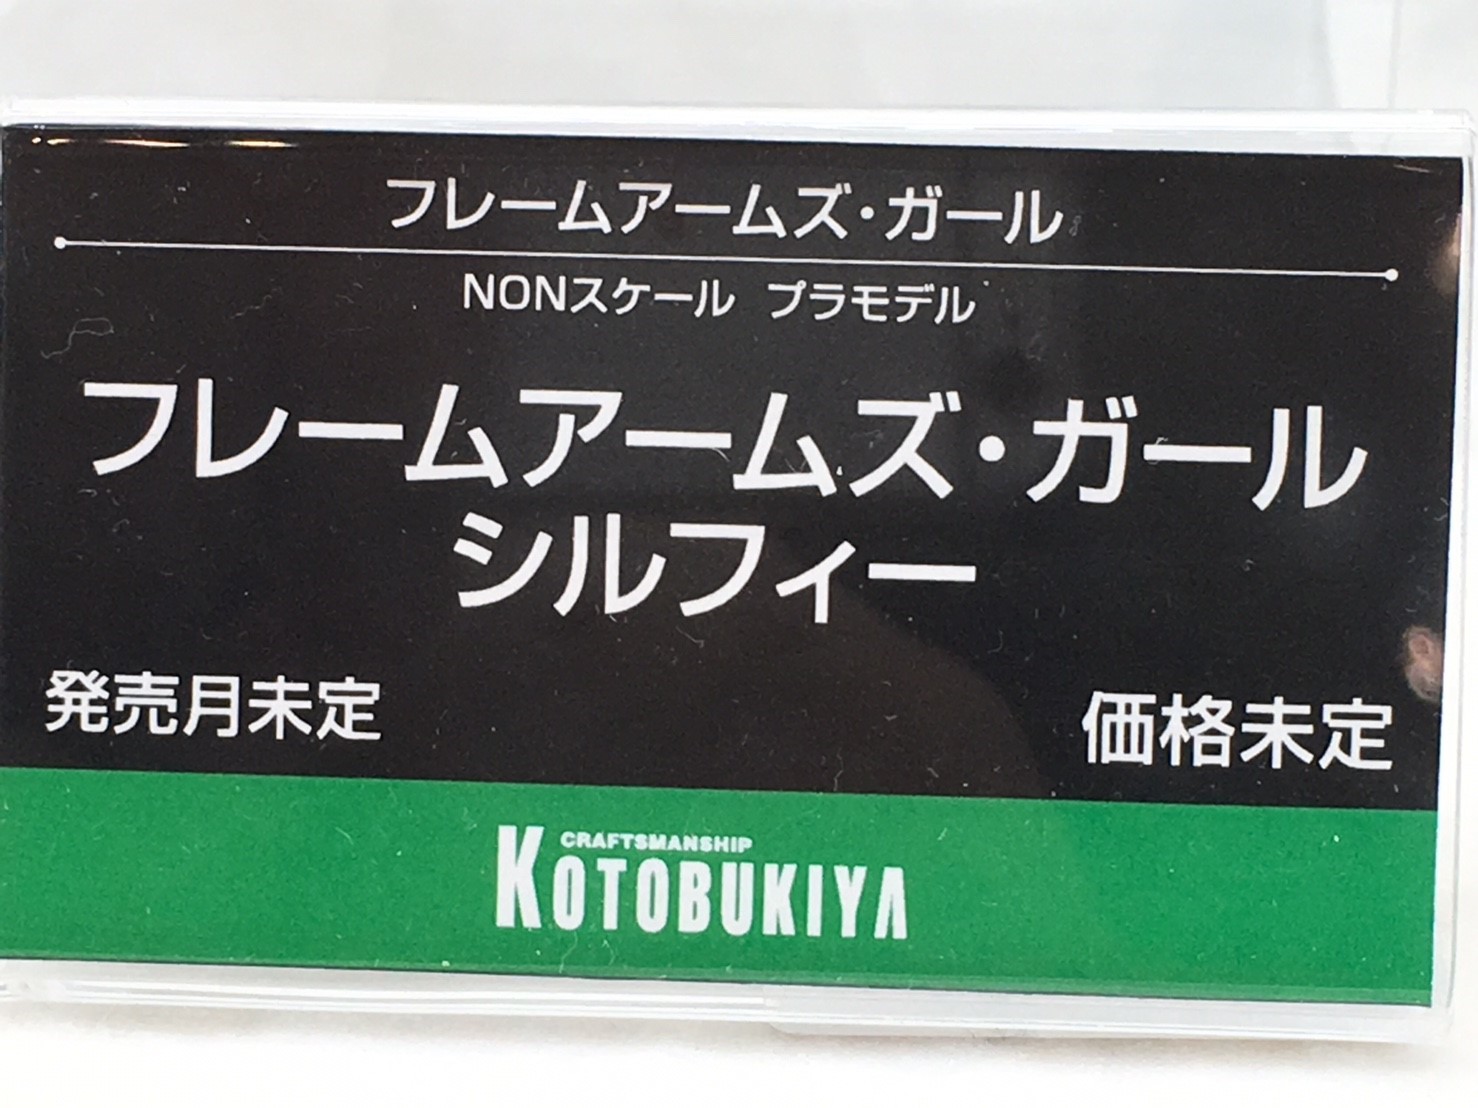 フレームアームズ・ガール
NONスケール プラモデル
フレームアームズ・ガール
シルフィー
発売月未定
価格未定
CRAFTSMANSHIP
KOTOBUKIYA